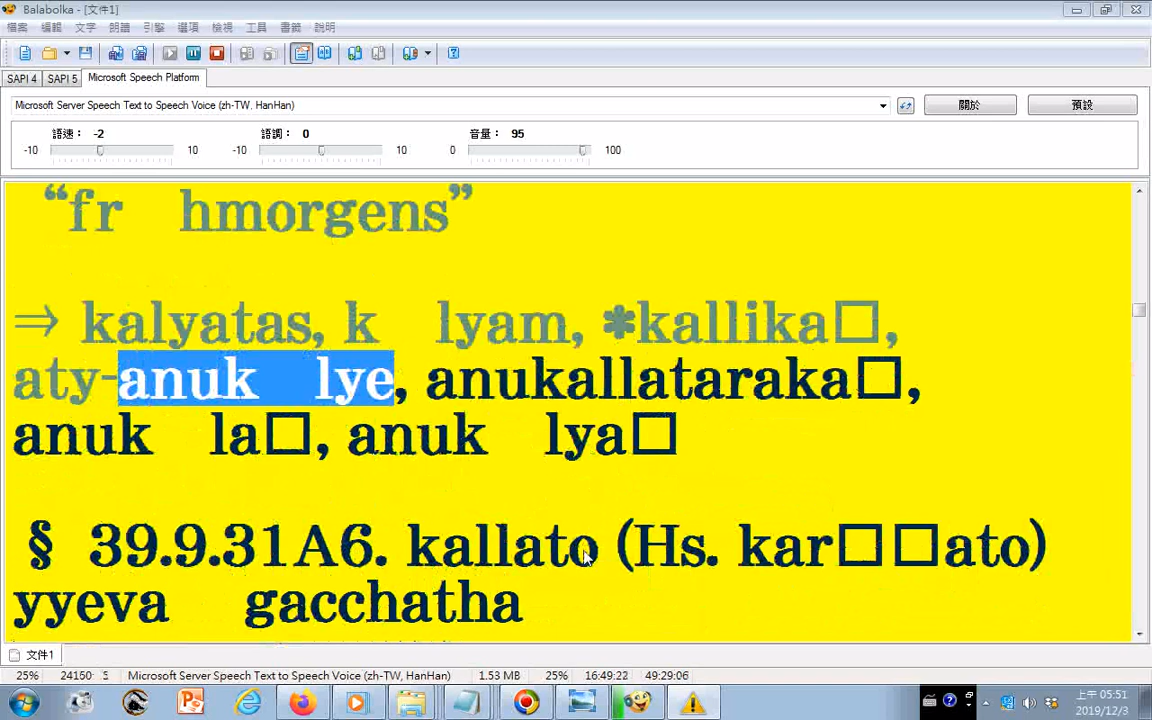 Balabolka - [文件1]
檔案 編輯 文字 朗讀 引擎 選項 檢視 工具 書籤 說明
SAPI 4 SAPI 5 Microsoft Speech Platform
Microsoft Server Speech Text to Speech Voice (zh-TW, HanHan) 關於 預設
語速： -2 語調： 0 音量： 95
-10 10 -10 10 0 100
“fr hmorgens”
⇒ kalyatas, k lyam, *kallika□,
aty-anuk lye, anukallataraka□,
anuk la□, anuk lya□
§ 39.9.31A6. kallato (Hs. kar□□ato)
yyeva gacchatha
文件1
25% 24150 Microsoft Server Speech Text to Speech Voice (zh-TW, HanHan) 1.53 MB 25% 16:49:22 49:29:06
上午 05:51
2019/12/3